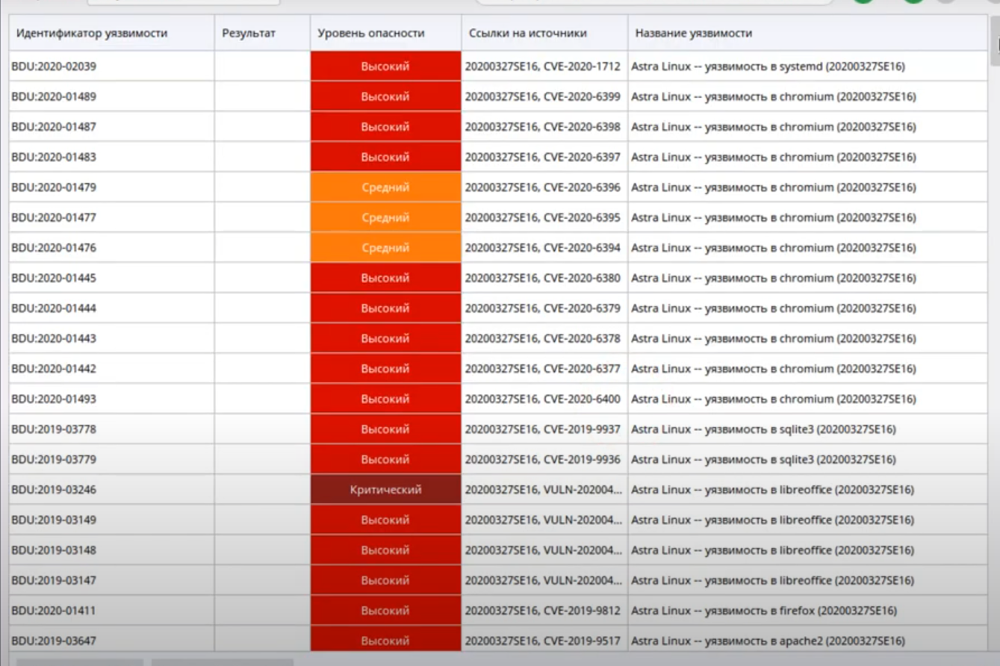 Идентификатор уязвимости Результат Уровень опасности Ссылки на источники Название уязвимости
BDU:2020-02039 Высокий 20200327SE16, CVE-2020-1712 Astra Linux -- уязвимость в systemd (20200327SE16)
BDU:2020-01489 Высокий 20200327SE16, CVE-2020-6399 Astra Linux -- уязвимость в chromium (20200327SE16)
BDU:2020-01487 Высокий 20200327SE16, CVE-2020-6398 Astra Linux -- уязвимость в chromium (20200327SE16)
BDU:2020-01483 Высокий 20200327SE16, CVE-2020-6397 Astra Linux -- уязвимость в chromium (20200327SE16)
BDU:2020-01479 Средний 20200327SE16, CVE-2020-6396 Astra Linux -- уязвимость в chromium (20200327SE16)
BDU:2020-01477 Средний 20200327SE16, CVE-2020-6395 Astra Linux -- уязвимость в chromium (20200327SE16)
BDU:2020-01476 Средний 20200327SE16, CVE-2020-6394 Astra Linux -- уязвимость в chromium (20200327SE16)
BDU:2020-01445 Высокий 20200327SE16, CVE-2020-6380 Astra Linux -- уязвимость в chromium (20200327SE16)
BDU:2020-01444 Высокий 20200327SE16, CVE-2020-6379 Astra Linux -- уязвимость в chromium (20200327SE16)
BDU:2020-01443 Высокий 20200327SE16, CVE-2020-6378 Astra Linux -- уязвимость в chromium (20200327SE16)
BDU:2020-01442 Высокий 20200327SE16, CVE-2020-6377 Astra Linux -- уязвимость в chromium (20200327SE16)
BDU:2020-01493 Высокий 20200327SE16, CVE-2020-6400 Astra Linux -- уязвимость в chromium (20200327SE16)
BDU:2019-03778 Высокий 20200327SE16, CVE-2019-9937 Astra Linux -- уязвимость в sqlite3 (20200327SE16)
BDU:2019-03779 Высокий 20200327SE16, CVE-2019-9936 Astra Linux -- уязвимость в sqlite3 (20200327SE16)
BDU:2019-03246 Критический 20200327SE16, VULN-202004... Astra Linux -- уязвимость в libreoffice (20200327SE16)
BDU:2019-03149 Высокий 20200327SE16, VULN-202004... Astra Linux -- уязвимость в libreoffice (20200327SE16)
BDU:2019-03148 Высокий 20200327SE16, VULN-202004... Astra Linux -- уязвимость в libreoffice (20200327SE16)
BDU:2019-03147 Высокий 20200327SE16, VULN-202004... Astra Linux -- уязвимость в libreoffice (20200327SE16)
BDU:2020-01411 Высокий 20200327SE16, CVE-2019-9812 Astra Linux -- уязвимость в firefox (20200327SE16)
BDU:2019-03647 Высокий 20200327SE16, CVE-2019-9517 Astra Linux -- уязвимость в apache2 (20200327SE16)